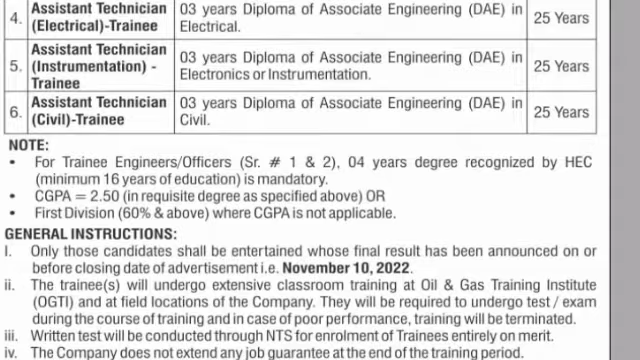 4. Assistant Technician (Electrical)-Trainee 03 years Diploma of Associate Engineering (DAE) in Electrical. 25 Years
5. Assistant Technician (Instrumentation) - Trainee 03 years Diploma of Associate Engineering (DAE) in Electronics or Instrumentation. 25 Years
6. Assistant Technician (Civil)-Trainee 03 years Diploma of Associate Engineering (DAE) in Civil. 25 Years
NOTE:
• For Trainee Engineers/Officers (Sr. # 1 & 2), 04 years degree recognized by HEC
(minimum 16 years of education) is mandatory.
• CGPA = 2.50 (in requisite degree as specified above) OR
• First Division (60% & above) where CGPA is not applicable.
GENERAL INSTRUCTIONS:
I. Only those candidates shall be entertained whose final result has been announced on or
before closing date of advertisement i.e. November 10, 2022.
ii. The trainee(s) will undergo extensive classroom training at Oil & Gas Training Institute
(OGTI) and at field locations of the Company. They will be required to undergo test / exam
during the course of training and in case of poor performance, training will be terminated.
iii. Written test will be conducted through NTS for enrolment of Trainees entirely on merit.
iv. The Company does not extend any job guarantee at the end of the training period.